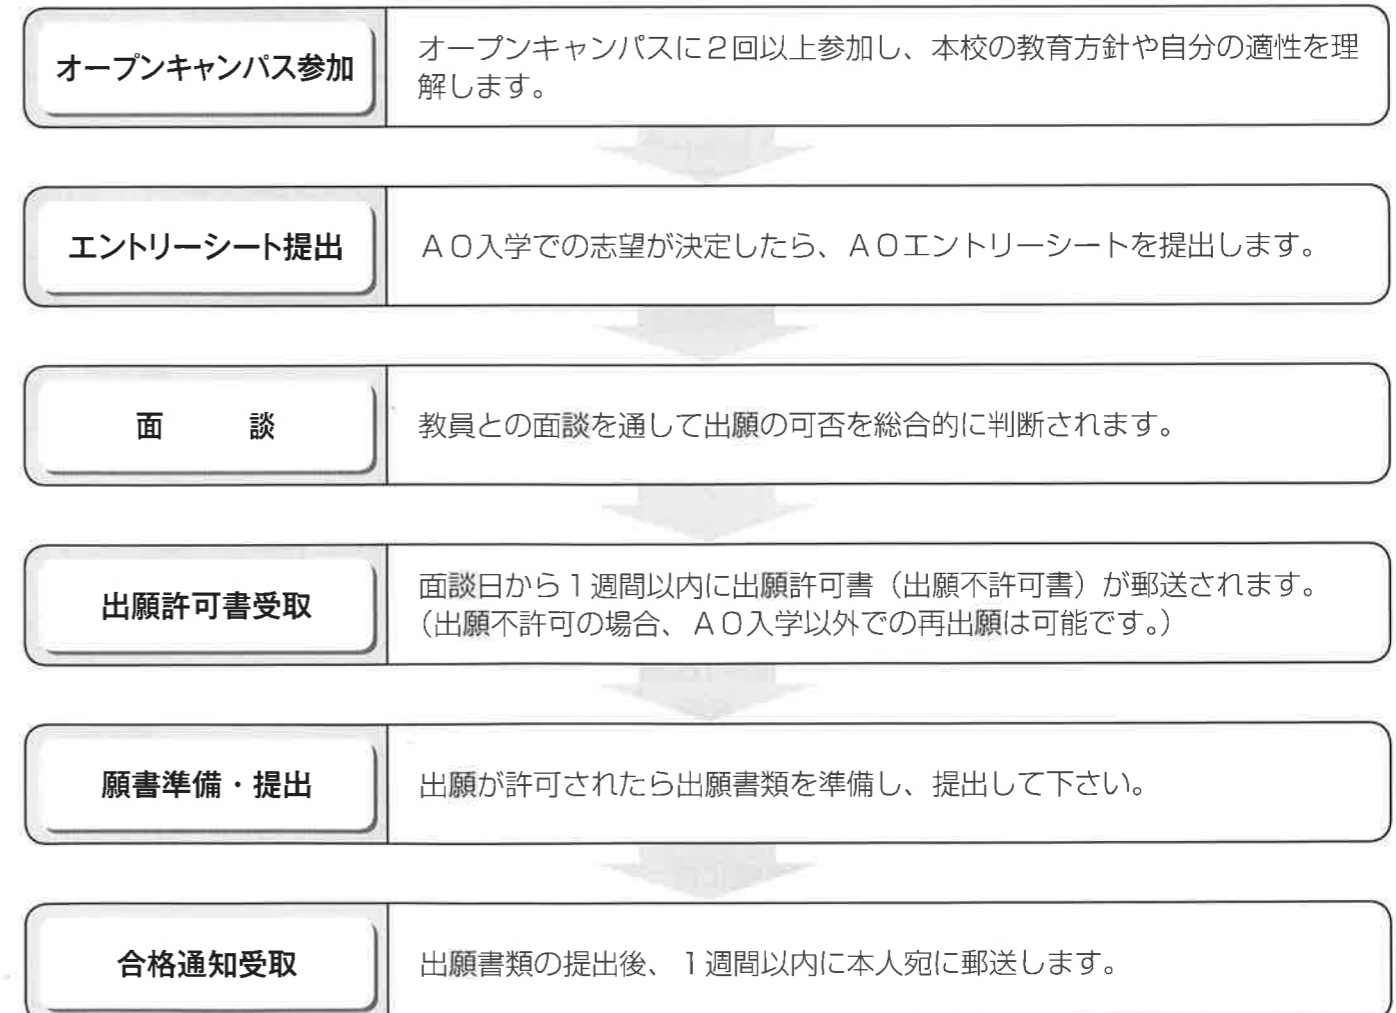 オープンキャンパス参加
オープンキャンパスに2回以上参加し、本校の教育方針や自分の適性を理
解します。
エントリーシート提出
AO入学での志望が決定したら、AOエントリーシートを提出します。
面　　談
教員との面談を通して出願の可否を総合的に判断されます。
出願許可書受取
面談日から1週間以内に出願許可書（出願不許可書）が郵送されます。
（出願不許可の場合、AO入学以外での再出願は可能です。）
願書準備・提出
出願が許可されたら出願書類を準備し、提出して下さい。
合格通知受取
出願書類の提出後、1週間以内に本人宛に郵送します。